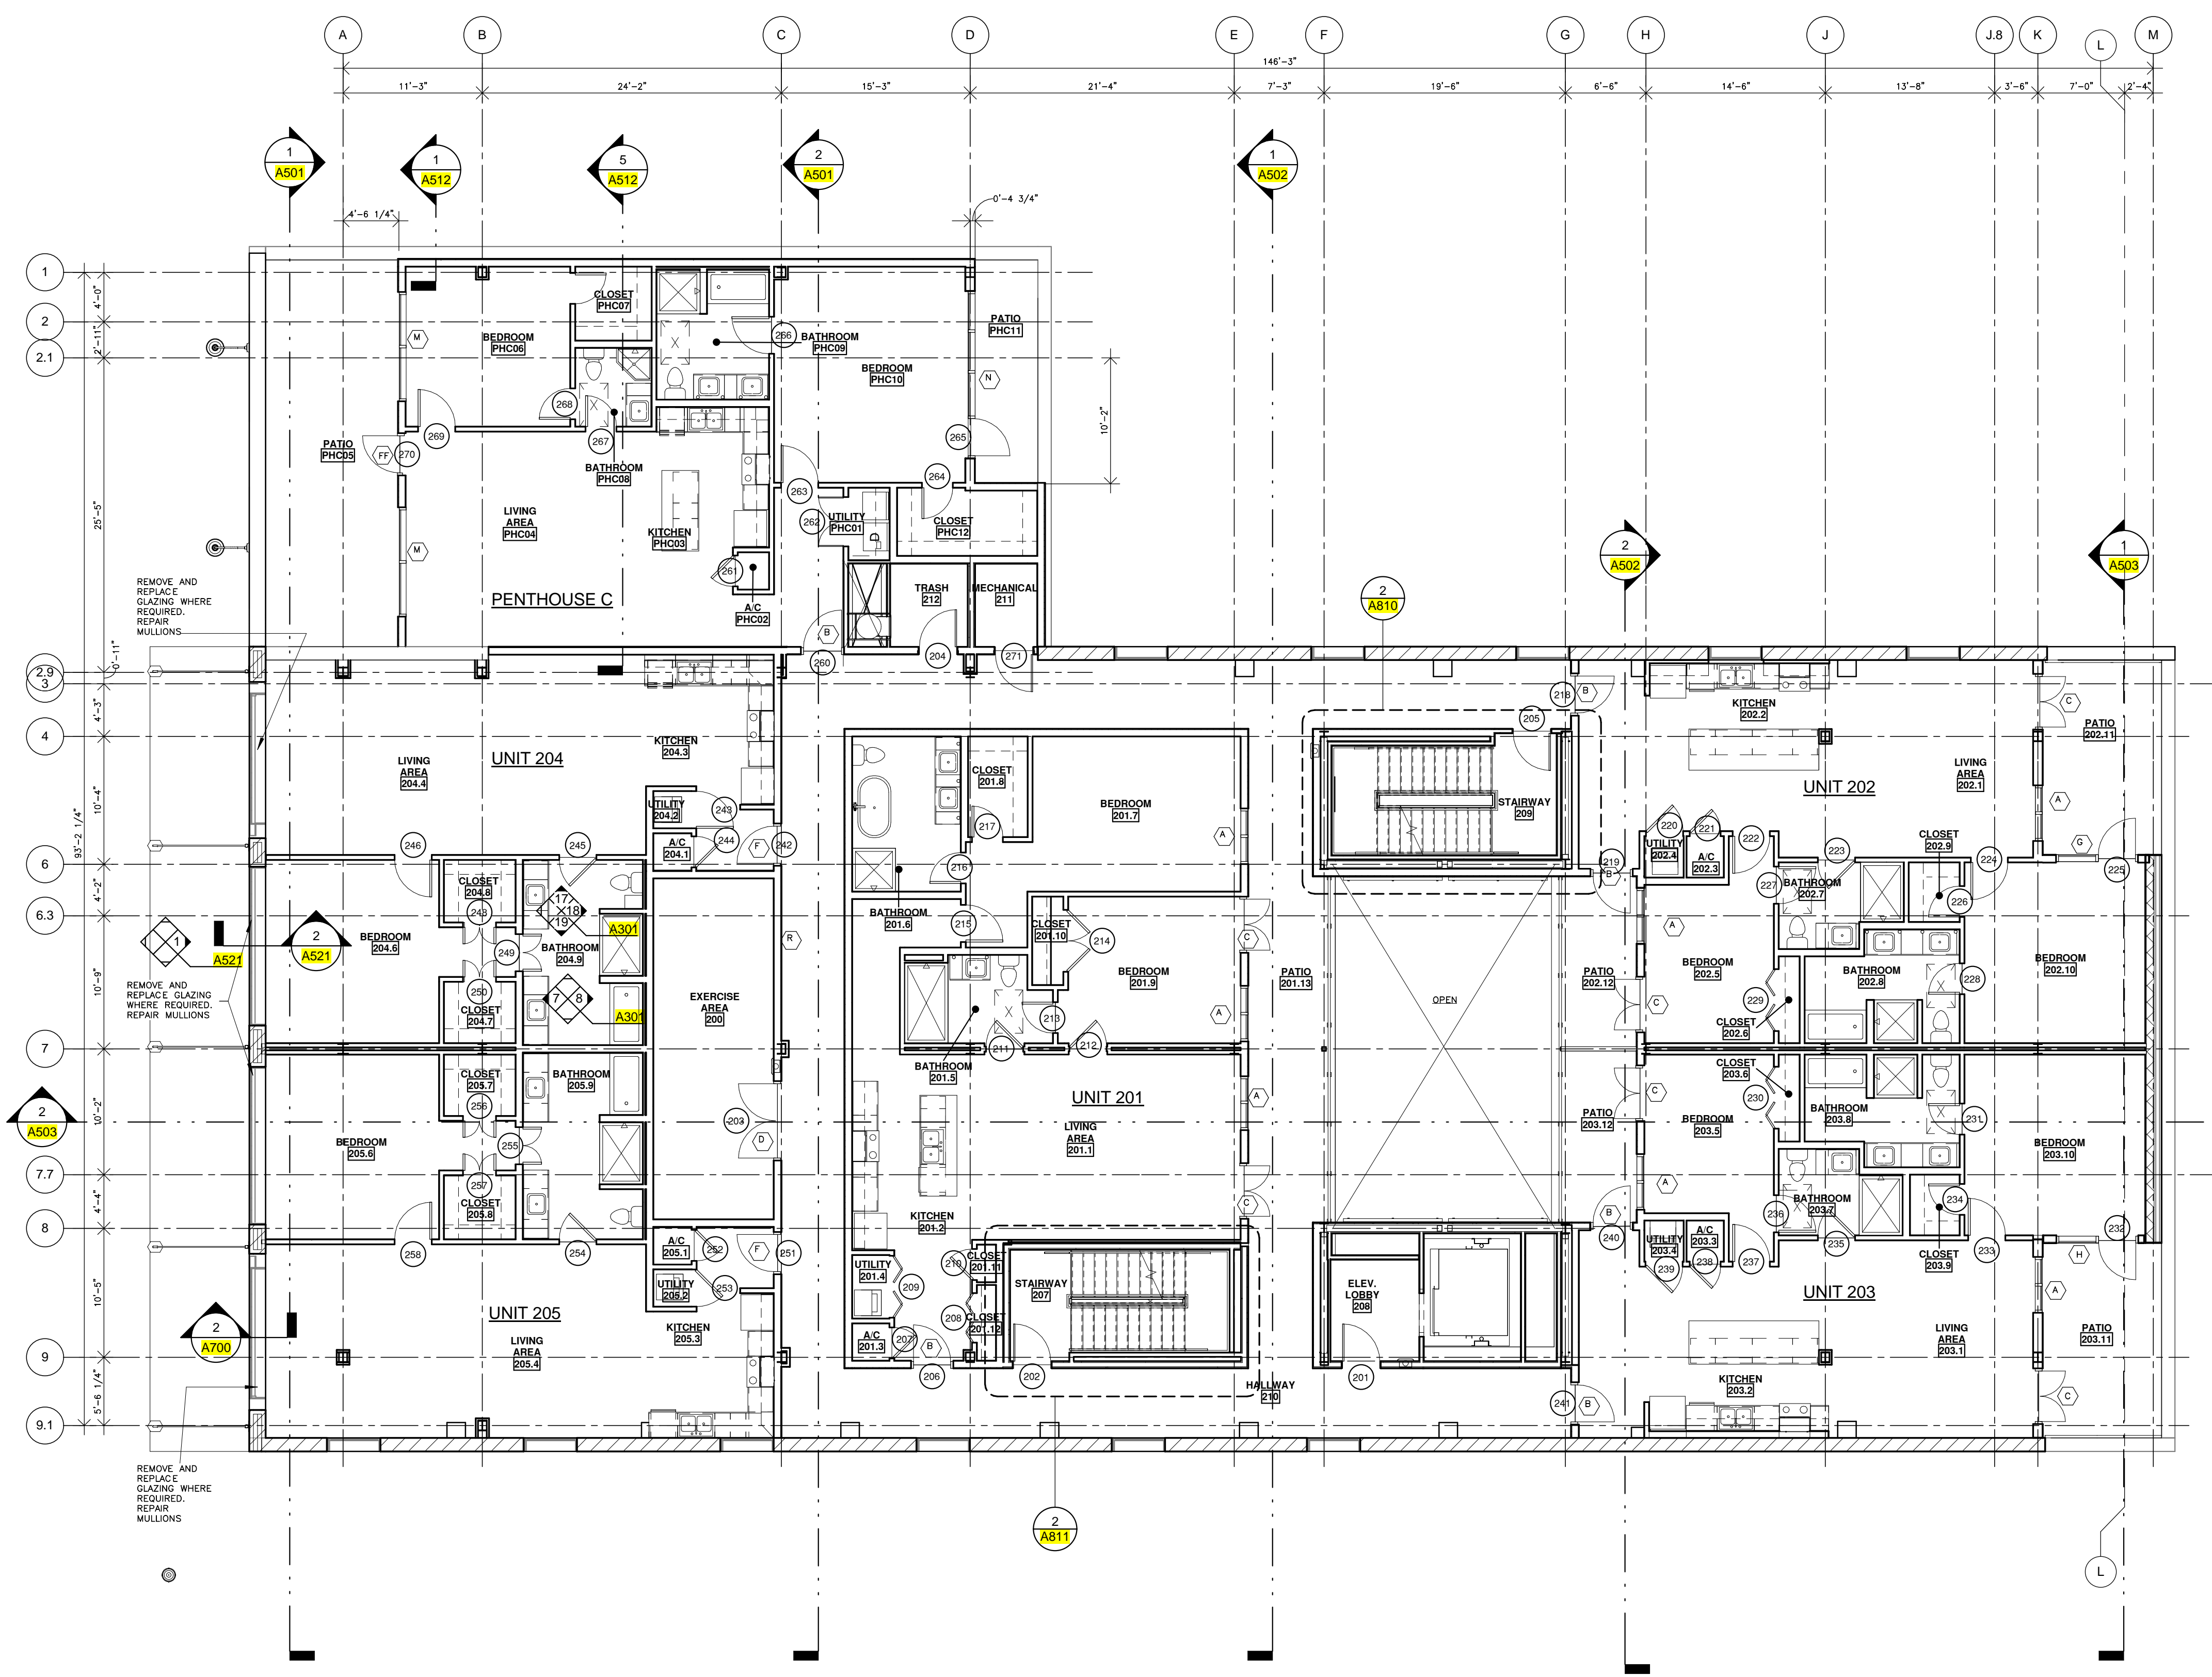 A B C D E F G H J J.8 K L M
146'-3"
11'-3" 24'-2" 15'-3" 21'-4" 7'-3" 19'-6" 6'-6" 14'-6" 13'-8" 3'-6" 7'-0" 2'-4"
1 A501
1 A512
5 A512
2 A501
1 A502
4'-6 1/4"
0'-4 3/4"
1
2
2.1
2.9
3
4
6
6.3
7
7.7
8
9
9.1
4'-0"
2'-11"
25'-5"
0'-11"
4'-3"
10'-4"
4'-2"
10'-9"
10'-2"
4'-4"
10'-5"
5'-6 1/4"
93'-2 1/4"
10'-2"
CLOSET
PHC07
BEDROOM
PHC06
BATHROOM
PHC09
266
BEDROOM
PHC10
PATIO
PHC11
M
N
268
269
267
265
264
PATIO
PHC05
FF
270
BATHROOM
PHC08
263
262
UTILITY
PHC01
D
CLOSET
PHC12
LIVING
AREA
PHC04
KITCHEN
PHC03
M
261
A/C
PHC02
PENTHOUSE C
TRASH
212
MECHANICAL
211
B
260
204
271
REMOVE AND
REPLACE
GLAZING WHERE
REQUIRED.
REPAIR
MULLIONS
2 A810
2 A502
1 A503
218
B
205
KITCHEN
202.2
C
PATIO
202.11
UNIT 204
KITCHEN
204.3
LIVING
AREA
204.4
UTILITY
204.2
243
244
A/C
204.1
F
242
246
245
CLOSET
201.8
BEDROOM
201.7
217
216
A
STAIRWAY
209
LIVING
AREA
202.1
UNIT 202
A
G
220
221
222
223
UTILITY
202.4
A/C
202.3
CLOSET
202.9
224
225
219
B
227
BATHROOM
202.7
226
CLOSET
204.8
248
17
18
19
A301
BEDROOM
204.6
249
BATHROOM
204.9
1
A521
2 A521
250
CLOSET
204.7
7
8
A301
EXERCISE
AREA
200
R
BATHROOM
201.6
215
CLOSET
201.10
214
C
BEDROOM
201.9
PATIO
201.13
A
213
211
212
BATHROOM
201.5
OPEN
PATIO
202.12
A
BEDROOM
202.5
C
229
CLOSET
202.6
BATHROOM
202.8
228
BEDROOM
202.10
REMOVE AND
REPLACE GLAZING
WHERE REQUIRED.
REPAIR MULLIONS
CLOSET
205.7
256
BATHROOM
205.9
255
257
CLOSET
205.8
BEDROOM
205.6
258
254
203
D
2 A503
UNIT 201
LIVING
AREA
201.1
A
KITCHEN
201.2
C
CLOSET
203.6
C
230
BEDROOM
203.5
BATHROOM
203.8
231
PATIO
203.12
BEDROOM
203.10
A
236
BATHROOM
203.7
234
235
CLOSET
203.9
233
232
H
B
240
UTILITY
203.4
A/C
203.3
239
238
237
A/C
205.1
252
F
251
UTILITY
205.2
253
UNIT 205
KITCHEN
205.3
LIVING
AREA
205.4
UTILITY
201.4
209
210
CLOSET
201.11
208
CLOSET
201.12
A/C
201.3
207
B
206
202
STAIRWAY
207
ELEV.
LOBBY
208
201
HALLWAY
210
241
B
UNIT 203
A
LIVING
AREA
203.1
PATIO
203.11
KITCHEN
203.2
C
2 A700
REMOVE AND
REPLACE
GLAZING WHERE
REQUIRED.
REPAIR
MULLIONS
2 A811
L